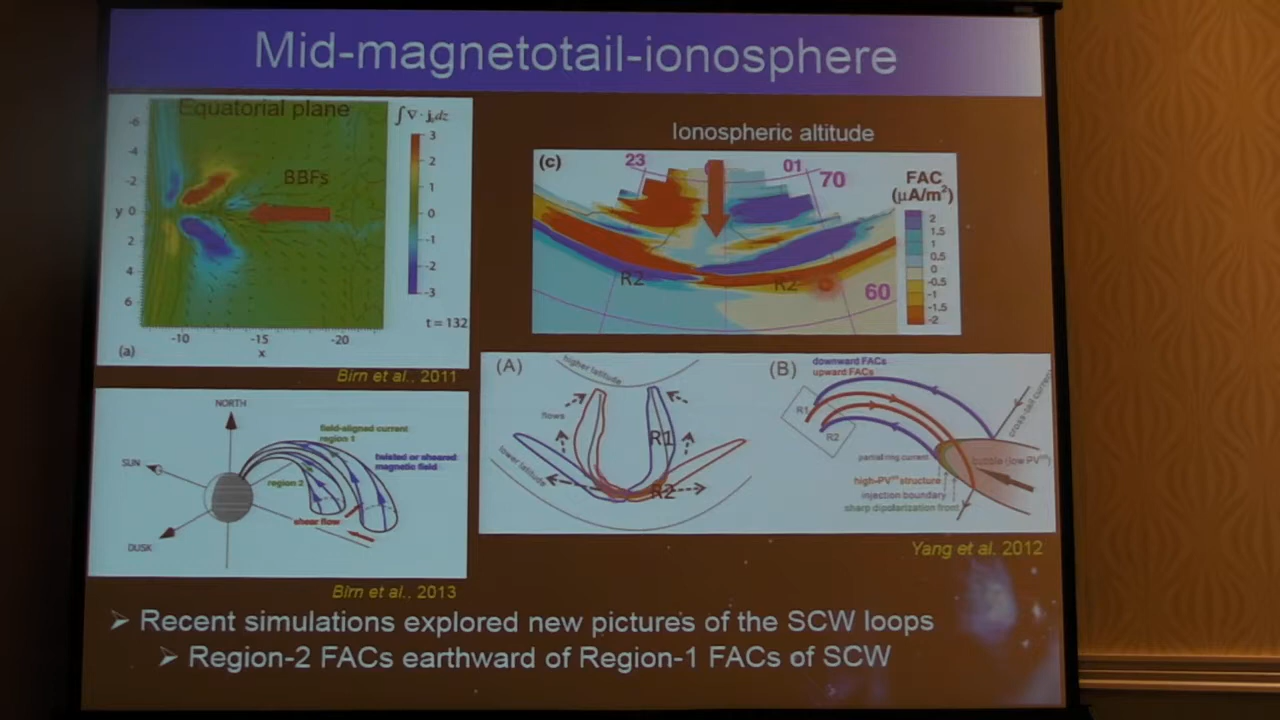 Mid-magnetotail-ionosphere
Equatorial plane
∫∇·j∥dz
-6
-4
-2
y 0
2
4
6
BBFs
3
2
1
0
-1
-2
-3
t = 132
-10
-15
-20
x
(a)
Birn et al., 2011
Ionospheric altitude
(c)
23
01
70
60
R2
R2
FAC
(μA/m²)
2
1.5
1
0.5
0
-0.5
-1
-1.5
-2
NORTH
SUN
DUSK
field-aligned current
region 1
twisted or sheared
magnetic field
region 2
shear flow
Birn et al., 2013
(A)
higher latitude
flows
lower latitude
R1
R2
(B)
downward FACs
upward FACs
R1
R2
cross-tail current
partial ring current
bubble (low PV
high-PV
structure
injection boundary
sharp dipolarization front
Yang et al. 2012
➢ Recent simulations explored new pictures of the SCW loops
➢ Region-2 FACs earthward of Region-1 FACs of SCW